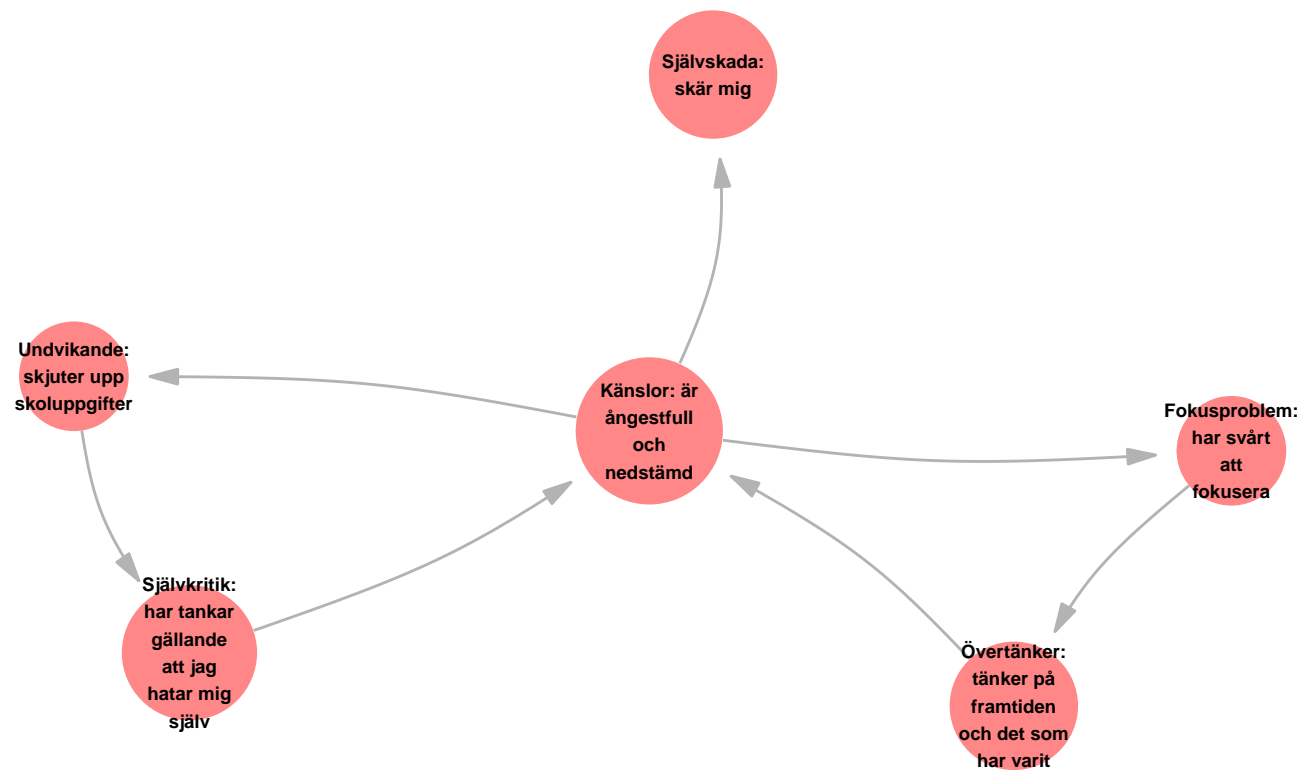 Självskada:
skär mig
Undvikande:
skjuter upp
skoluppgifter
Känslor: är
ångestfull
och
nedstämd
Fokusproblem:
har svårt
att
fokusera
Självkritik:
har tankar
gällande
att jag
hatar mig
själv
Övertänker:
tänker på
framtiden
och det som
har varit